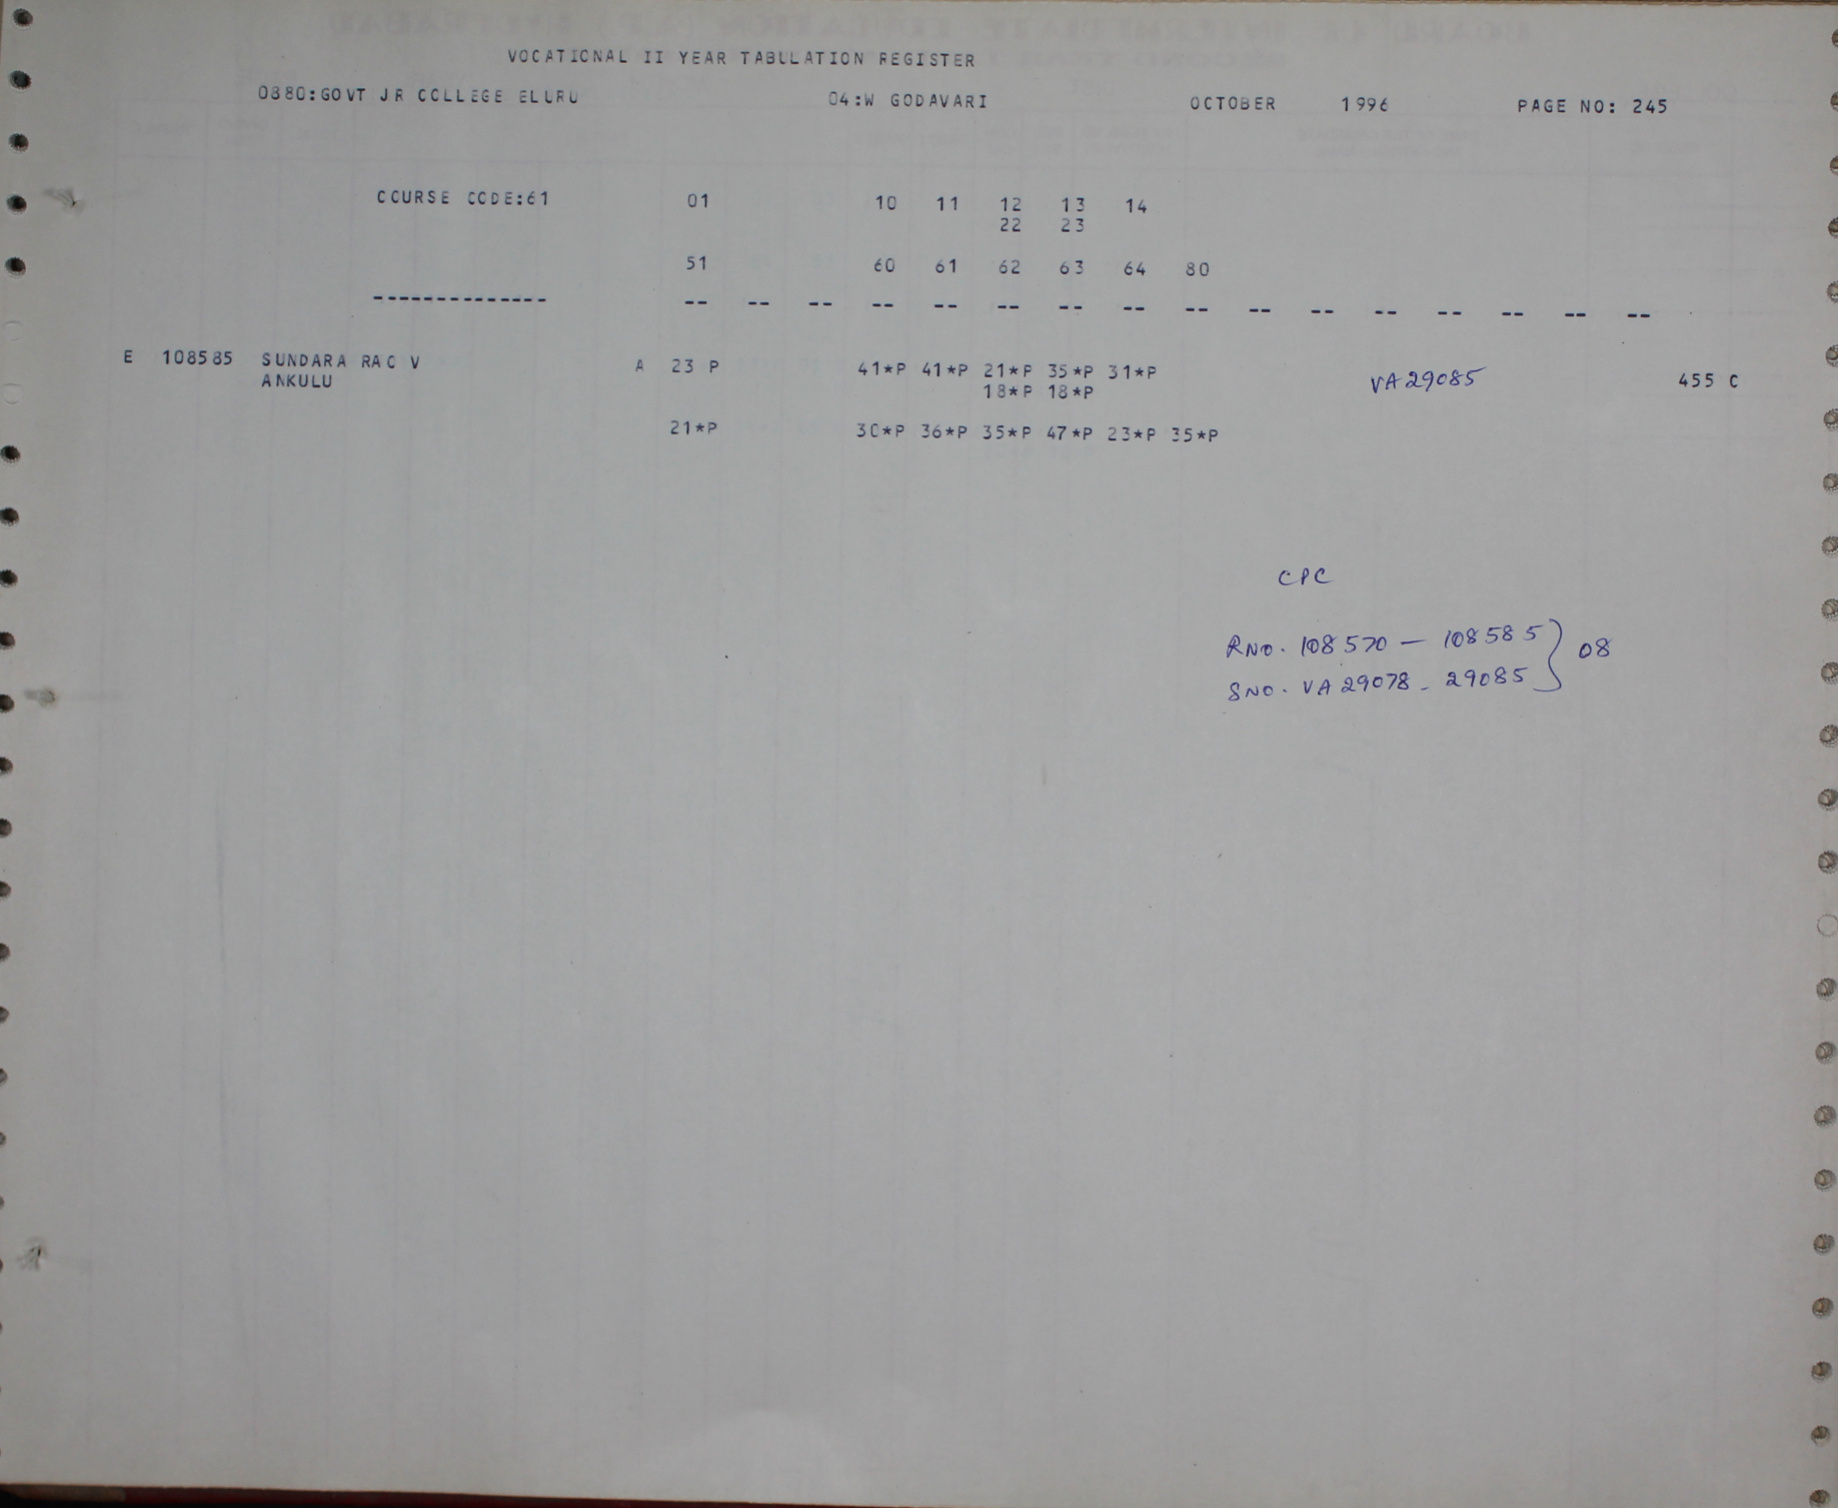 VOCATIONAL II YEAR TABULATION REGISTER
0380:GOVT JR COLLEGE ELURU 04:W GODAVARI OCTOBER 1996 PAGE NO: 245
COURSE CODE:61 01 10 11 12 13 14
22 23
51 60 61 62 63 64 80
-------------- -- -- -- -- -- -- -- -- -- -- -- -- -- -- -- --
E 108585 SUNDARA RAO V A 23 P 41*P 41*P 21*P 35*P 31*P VA 29085 455 C
ANKULU 18*P 18*P
21*P 30*P 36*P 35*P 47*P 23*P 35*P
CPC
RNO. 108570 — 108585 } 08
SNO. VA 29078 - 29085